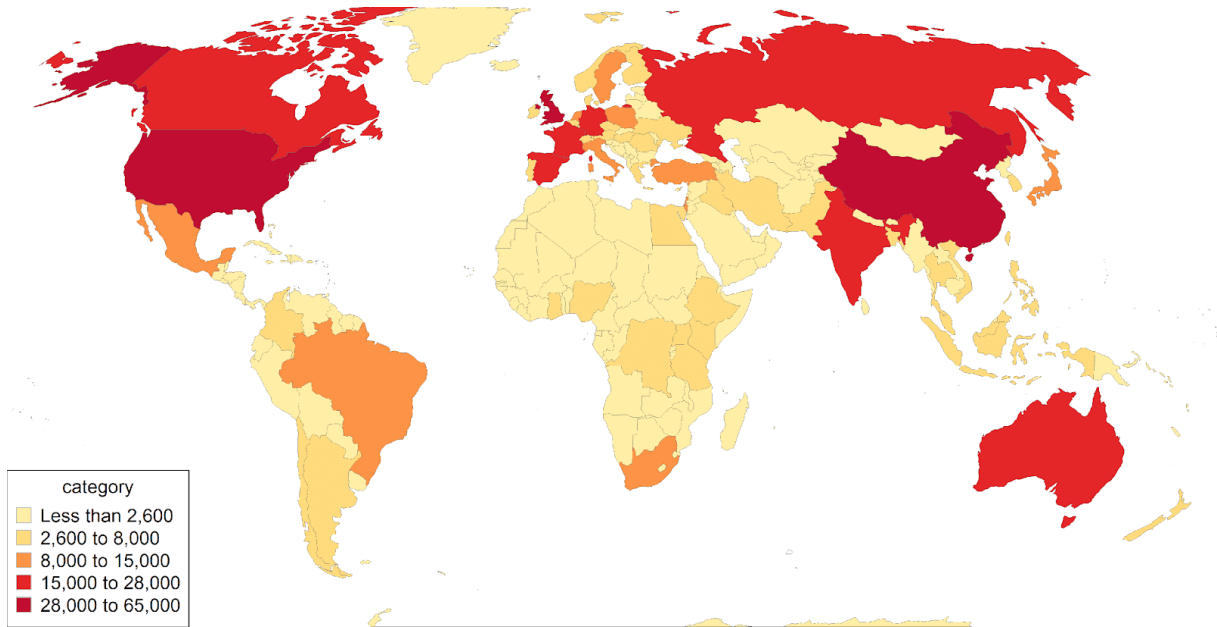 category
Less than 2,600
2,600 to 8,000
8,000 to 15,000
15,000 to 28,000
28,000 to 65,000